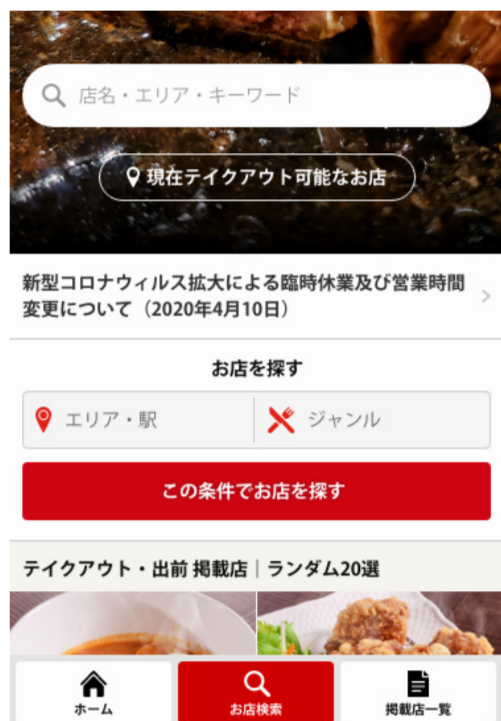 店名・エリア・キーワード
現在テイクアウト可能なお店
新型コロナウィルス拡大による臨時休業及び営業時間
変更について（2020年4月10日）
お店を探す
エリア・駅
ジャンル
この条件でお店を探す
テイクアウト・出前 掲載店｜ランダム20選
ホーム
お店検索
掲載店一覧